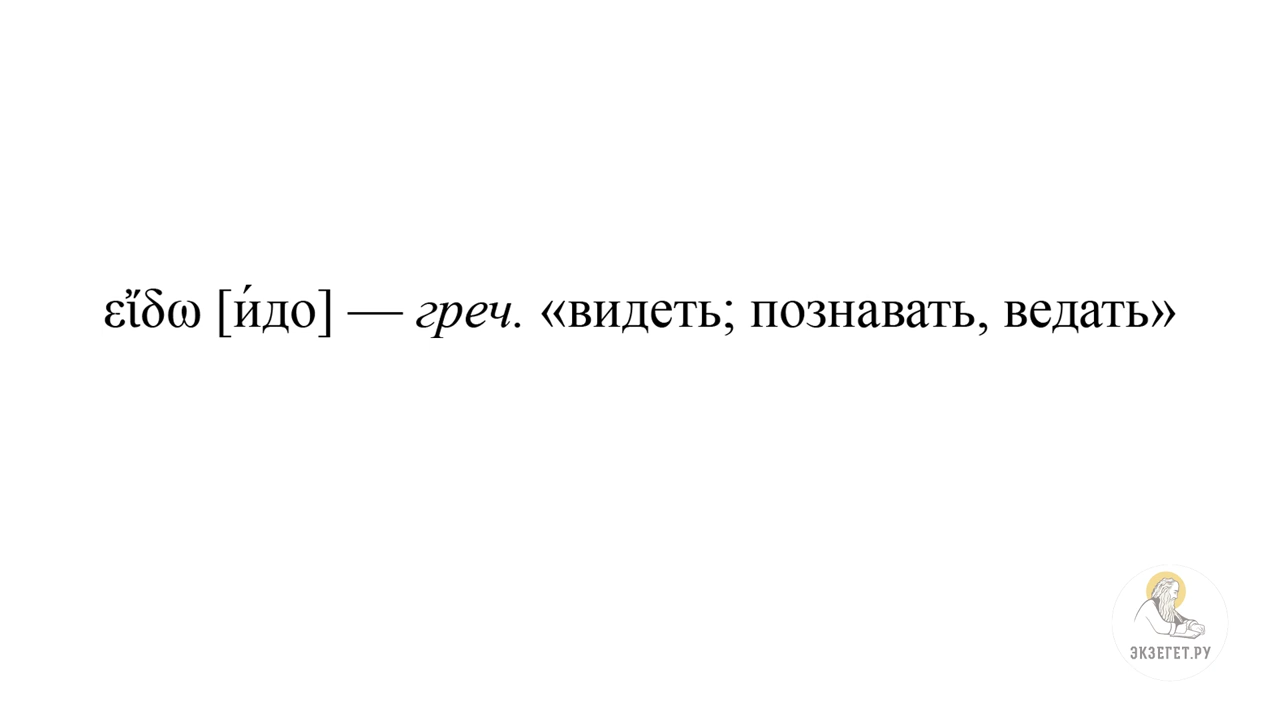 εἴδω [и́до] — греч. «видеть; познавать, ведать»
ЭКЗЕГЕТ.РУ